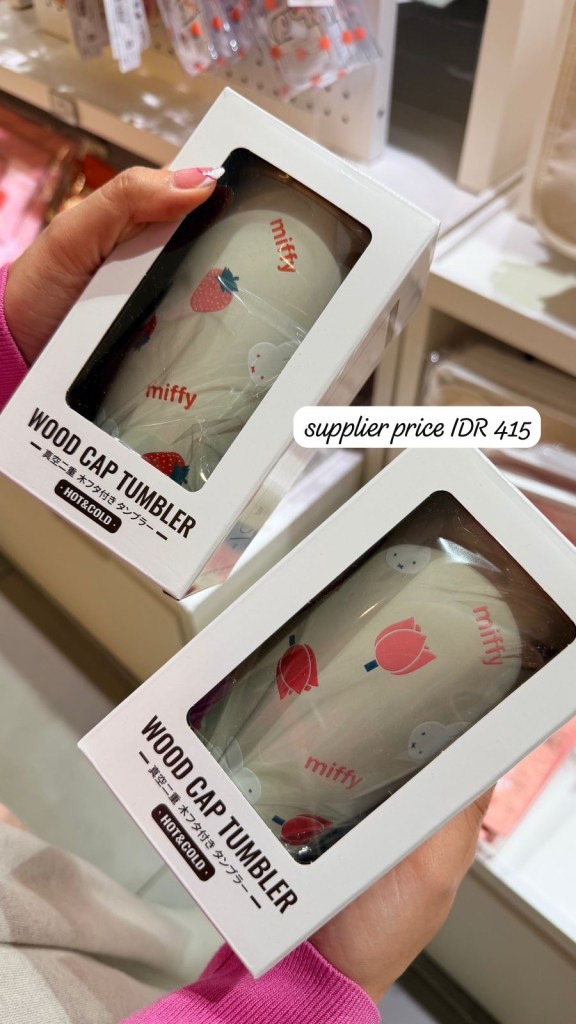 miffy
miffy
WOOD CAP TUMBLER
真空二重 木フタ付き タンブラー
HOT&COLD
supplier price IDR 415
miffy
miffy
WOOD CAP TUMBLER
真空二重 木フタ付き タンブラー
HOT&COLD